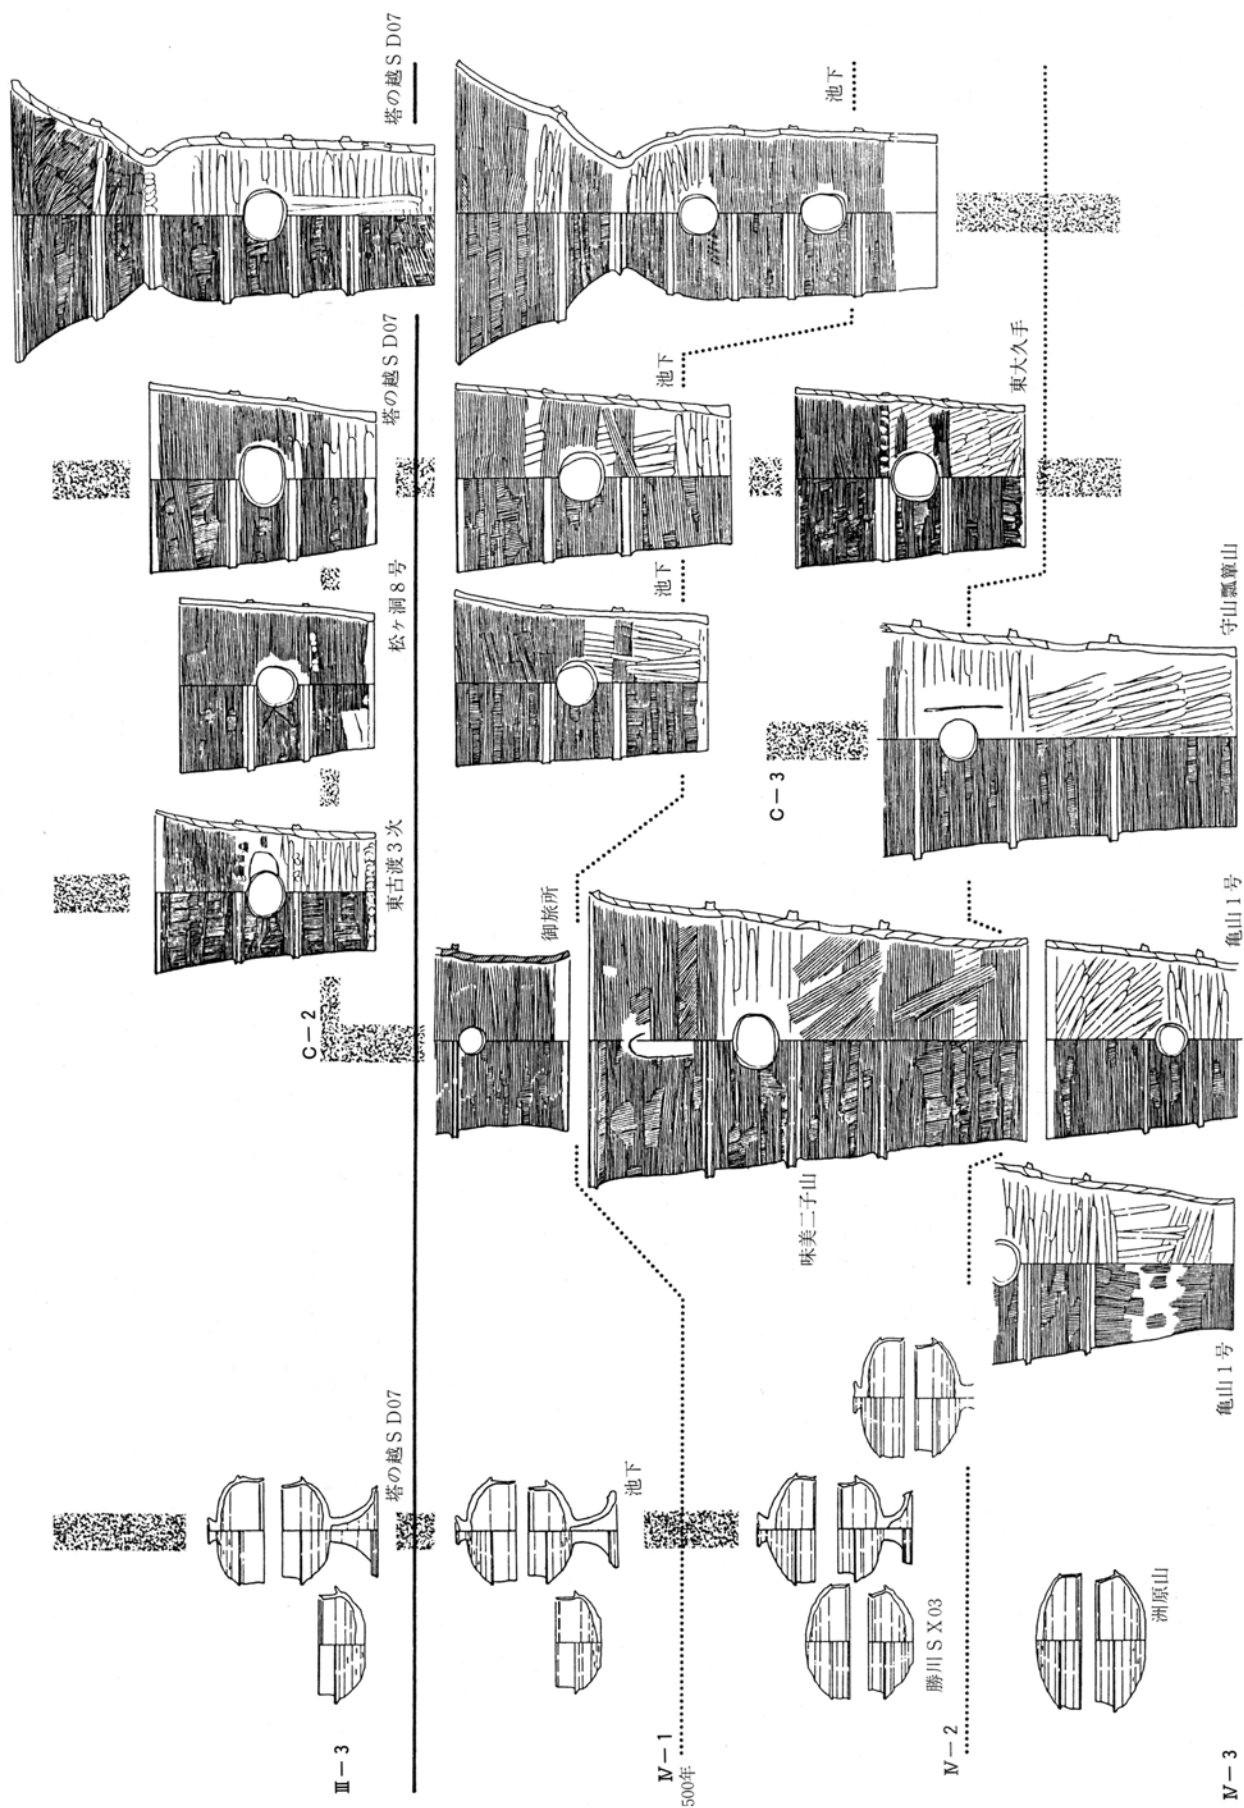 Ⅲ－3
塔の越ＳＤ07
C－2
東古渡3次
松ヶ洞8号
塔の越ＳＤ07
塔の越ＳＤ07
Ⅳ－1
500年
池下
御旅所
池下
池下
池下
Ⅳ－2
勝川ＳＸ03
味美二子山
C－3
東大久手
Ⅳ－3
洲原山
亀山1号
亀山1号
守山瓢簞山